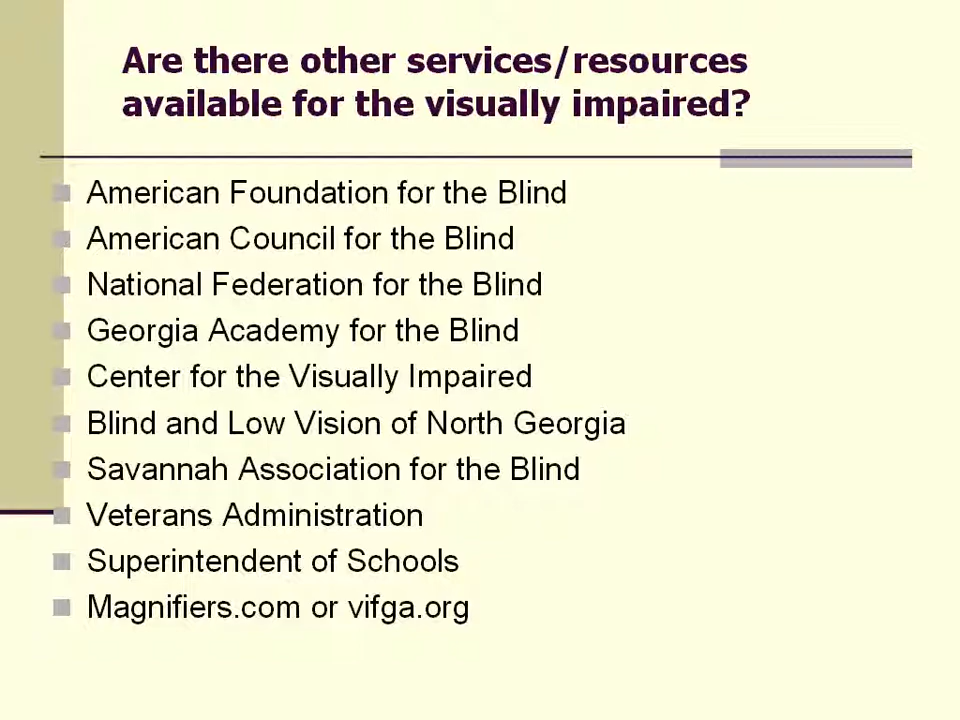 Are there other services/resources
available for the visually impaired?
American Foundation for the Blind
American Council for the Blind
National Federation for the Blind
Georgia Academy for the Blind
Center for the Visually Impaired
Blind and Low Vision of North Georgia
Savannah Association for the Blind
Veterans Administration
Superintendent of Schools
Magnifiers.com or vifga.org